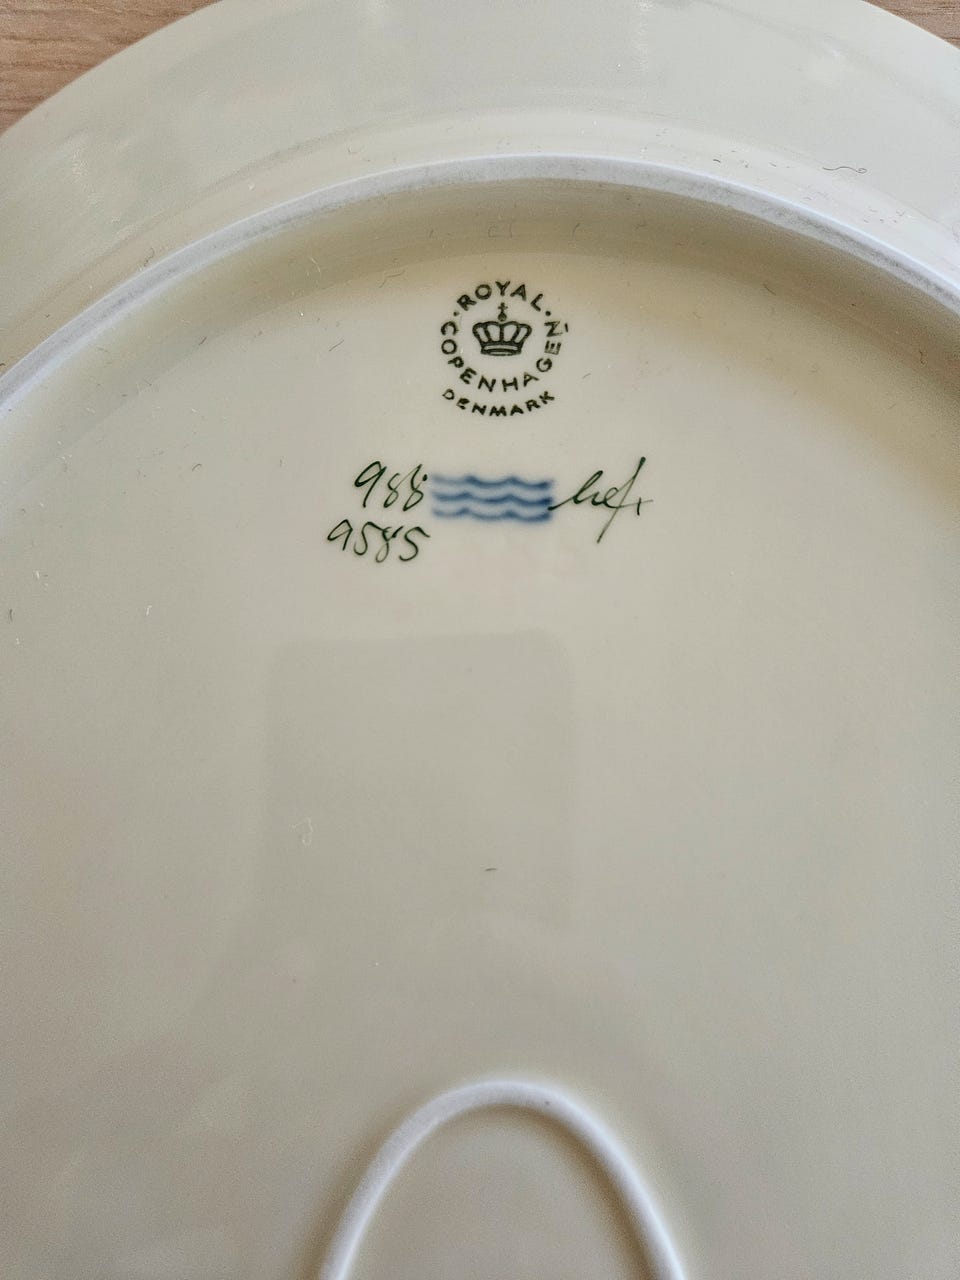 ROYAL
COPENHAGEN
DENMARK
988
9585